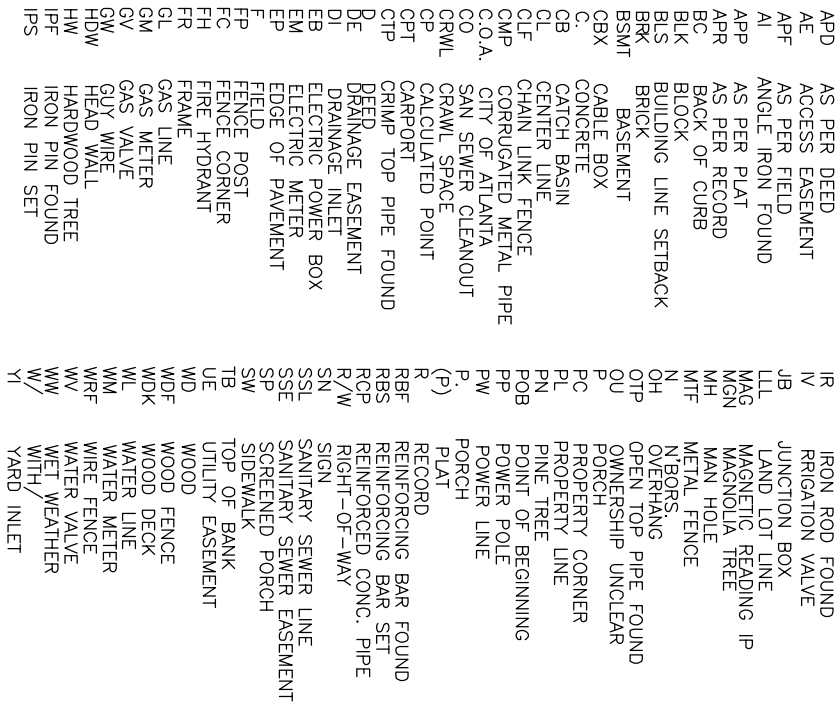 APD AS PER DEED
AE ACCESS EASEMENT
APF AS PER FIELD
AI ANGLE IRON FOUND
APP AS PER PLAT
APR AS PER RECORD
BC BACK OF CURB
BLK BLOCK
BLS BUILDING LINE SETBACK
BRK BRICK
BSMT BASEMENT
CBX CABLE BOX
C. CONCRETE
CB CATCH BASIN
CL CENTER LINE
CLF CHAIN LINK FENCE
CMP CORRUGATED METAL PIPE
C.O.A. CITY OF ATLANTA
CO SAN SEWER CLEANOUT
CRWL CRAWL SPACE
CP CALCULATED POINT
CPT CARPORT
CTP CRIMP TOP PIPE FOUND
D DEED
DE DRAINAGE EASEMENT
DI DRAINAGE INLET
EB ELECTRIC POWER BOX
EM ELECTRIC METER
EP EDGE OF PAVEMENT
F FIELD
FP FENCE POST
FC FENCE CORNER
FH FIRE HYDRANT
FR FRAME
GL GAS LINE
GM GAS METER
GV GAS VALVE
GW GUY WIRE
HDW HEAD WALL
HW HARDWOOD TREE
IPF IRON PIN FOUND
IPS IRON PIN SET
IR IRON ROD FOUND
IV RRIGATION VALVE
JB JUNCTION BOX
LLL LAND LOT LINE
MAG MAGNETIC READING IP
MGN MAGNOLIA TREE
MH MAN HOLE
MTF METAL FENCE
N N'BORS.
OH OVERHANG
OTP OPEN TOP PIPE FOUND
OU OWNERSHIP UNCLEAR
P PORCH
PC PROPERTY CORNER
PL PROPERTY LINE
PN PINE TREE
POB POINT OF BEGINNING
PP POWER POLE
PW POWER LINE
P. PORCH
(P) PLAT
R RECORD
RBF REINFORCING BAR FOUND
RBS REINFORCING BAR SET
RCP REINFORCED CONC. PIPE
R/W RIGHT-OF-WAY
SN SIGN
SSL SANITARY SEWER LINE
SSE SANITARY SEWER EASEMENT
SP SCREENED PORCH
SW SIDEWALK
TB TOP OF BANK
UE UTILITY EASEMENT
WD WOOD
WDF WOOD FENCE
WDK WOOD DECK
WL WATER LINE
WM WATER METER
WRF WIRE FENCE
WV WATER VALVE
WW WET WEATHER
W/ WITH/
YI YARD INLET